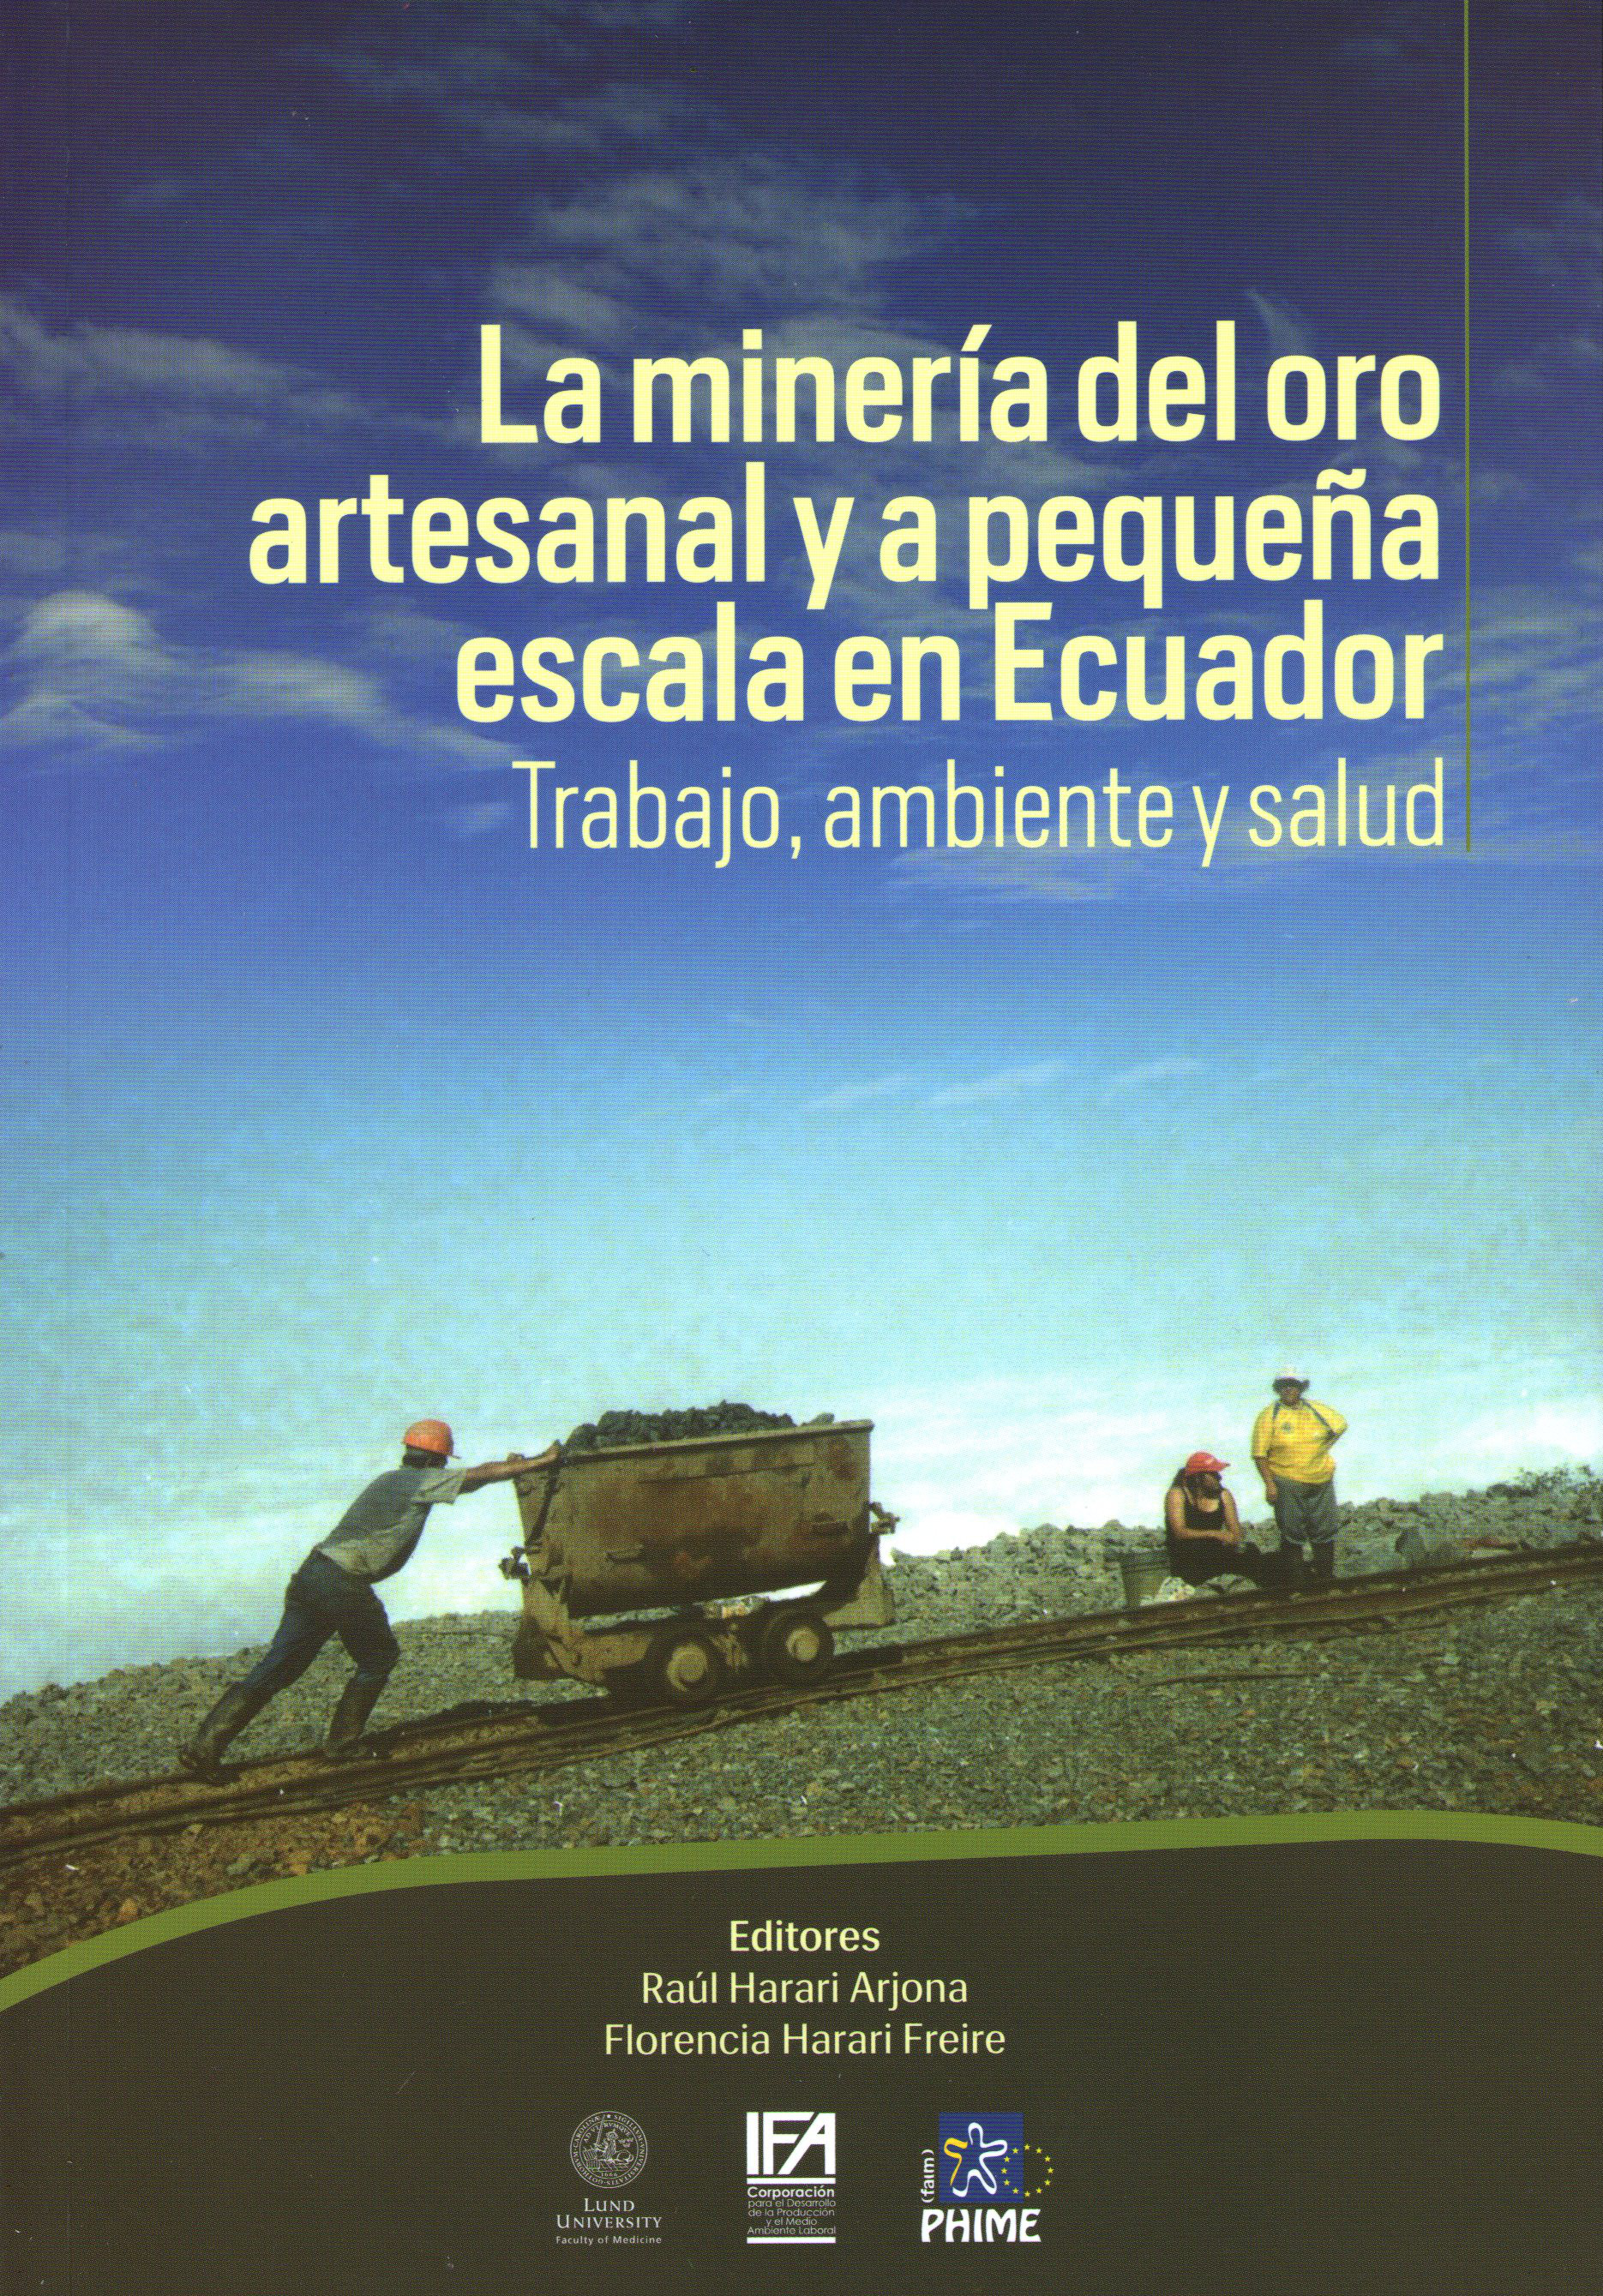 La minería del oro
artesanal y a pequeña
escala en Ecuador
Trabajo, ambiente y salud
Editores
Raúl Harari Arjona
Florencia Harari Freire
LUND
UNIVERSITY
Faculty of Medicine
IFA
Corporación
para el Desarrollo
de la Producción
y el Medio
Ambiente Laboral
(faim)
PHIME